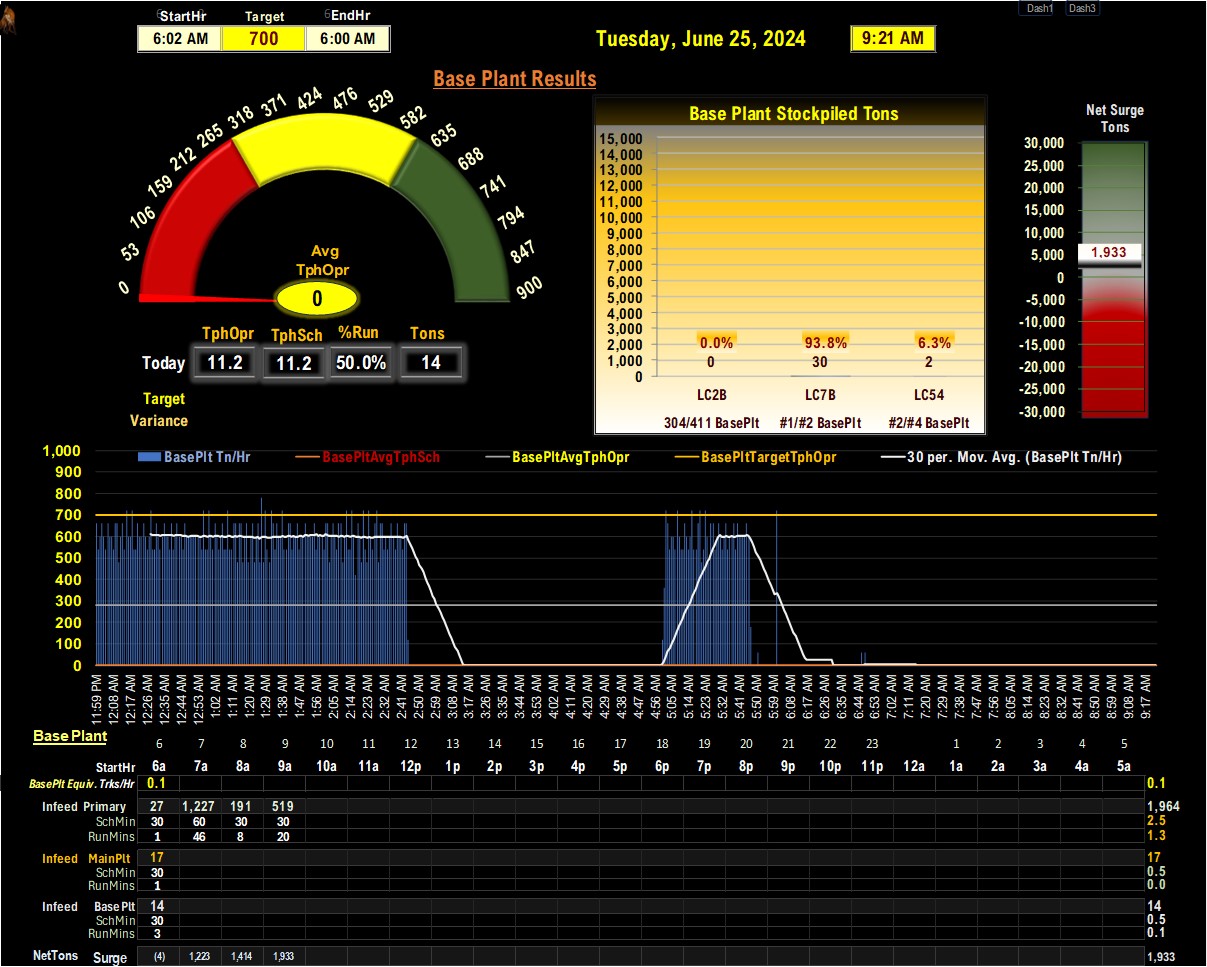 Dash1 Dash3
StartHr Target EndHr
6:02 AM 700 6:00 AM
Tuesday, June 25, 2024 9:21 AM
Base Plant Results
0 53 106 159 212 265 318 371 424 476 529 582 635 688 741 794 847 900
Avg
TphOpr
0
TphOpr TphSch %Run Tons
Today 11.2 11.2 50.0% 14
Target
Variance
Base Plant Stockpiled Tons
15,000
14,000
13,000
12,000
11,000
10,000
9,000
8,000
7,000
6,000
5,000
4,000
3,000
2,000
1,000
0
0.0% 93.8% 6.3%
0 30 2
LC2B LC7B LC54
304/411 BasePlt #1/#2 BasePlt #2/#4 BasePlt
Net Surge
Tons
30,000
25,000
20,000
15,000
10,000
5,000
0
-5,000
-10,000
-15,000
-20,000
-25,000
-30,000
1,933
BasePlt Tn/Hr BasePltAvgTphSch BasePltAvgTphOpr BasePltTargetTphOpr 30 per. Mov. Avg. (BasePlt Tn/Hr)
1,000
900
800
700
600
500
400
300
200
100
0
11:59 PM 12:08 AM 12:17 AM 12:26 AM 12:35 AM 12:44 AM 12:53 AM 1:02 AM 1:11 AM 1:20 AM 1:29 AM 1:38 AM 1:47 AM 1:56 AM 2:05 AM 2:14 AM 2:23 AM 2:32 AM 2:41 AM 2:50 AM 2:59 AM 3:08 AM 3:17 AM 3:26 AM 3:35 AM 3:44 AM 3:53 AM 4:02 AM 4:11 AM 4:20 AM 4:29 AM 4:38 AM 4:47 AM 4:56 AM 5:05 AM 5:14 AM 5:23 AM 5:32 AM 5:41 AM 5:50 AM 5:59 AM 6:08 AM 6:17 AM 6:26 AM 6:35 AM 6:44 AM 6:53 AM 7:02 AM 7:11 AM 7:20 AM 7:29 AM 7:38 AM 7:47 AM 7:56 AM 8:05 AM 8:14 AM 8:23 AM 8:32 AM 8:41 AM 8:50 AM 8:59 AM 9:08 AM 9:17 AM
Base Plant
6 7 8 9 10 11 12 13 14 15 16 17 18 19 20 21 22 23 1 2 3 4 5
StartHr 6a 7a 8a 9a 10a 11a 12p 1p 2p 3p 4p 5p 6p 7p 8p 9p 10p 11p 12a 1a 2a 3a 4a 5a
BasePlt Equiv. Trks/Hr 0.1 0.1
Infeed Primary 27 1,227 191 519 1,964
SchMin 30 60 30 30 2.5
RunMins 1 46 8 20 1.3
Infeed MainPlt 17 17
SchMin 30 0.5
RunMins 1 0.0
Infeed BasePlt 14 14
SchMin 30 0.5
RunMins 3 0.1
NetTons Surge (4) 1,223 1,414 1,933 1,933